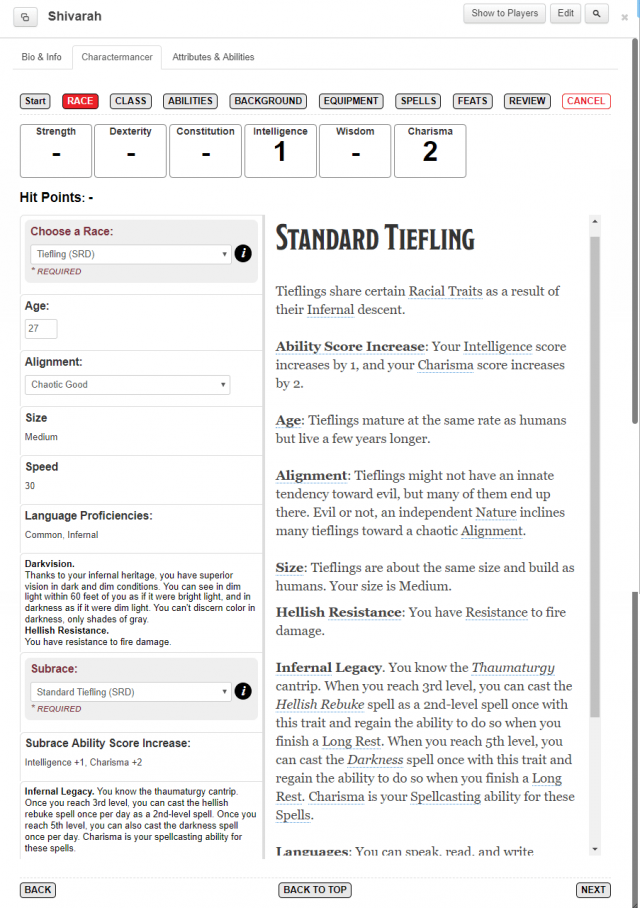 Shivarah
Show to Players
Edit
×
Bio & Info
Charactermancer
Attributes & Abilities
Start
RACE
CLASS
ABILITIES
BACKGROUND
EQUIPMENT
SPELLS
FEATS
REVIEW
CANCEL
Strength
-
Dexterity
-
Constitution
-
Intelligence
1
Wisdom
-
Charisma
2
Hit Points: -
Choose a Race:
Tiefling (SRD)
i
* REQUIRED
Age:
27
Alignment:
Chaotic Good
Size
Medium
Speed
30
Language Proficiencies:
Common, Infernal
Darkvision.
Thanks to your infernal heritage, you have superior
vision in dark and dim conditions. You can see in dim
light within 60 feet of you as if it were bright light, and in
darkness as if it were dim light. You can't discern color in
darkness, only shades of gray.
Hellish Resistance.
You have resistance to fire damage.
Subrace:
Standard Tiefling (SRD)
i
* REQUIRED
Subrace Ability Score Increase:
Intelligence +1, Charisma +2
Infernal Legacy. You know the thaumaturgy cantrip.
Once you reach 3rd level, you can cast the hellish
rebuke spell once per day as a 2nd-level spell. Once you
reach 5th level, you can also cast the darkness spell
once per day. Charisma is your spellcasting ability for
these spells.
STANDARD TIEFLING
Tieflings share certain Racial Traits as a result of
their Infernal descent.
Ability Score Increase: Your Intelligence score
increases by 1, and your Charisma score increases
by 2.
Age: Tieflings mature at the same rate as humans
but live a few years longer.
Alignment: Tieflings might not have an innate
tendency toward evil, but many of them end up
there. Evil or not, an independent Nature inclines
many tieflings toward a chaotic Alignment.
Size: Tieflings are about the same size and build as
humans. Your size is Medium.
Hellish Resistance: You have Resistance to fire
damage.
Infernal Legacy. You know the Thaumaturgy
cantrip. When you reach 3rd level, you can cast the
Hellish Rebuke spell as a 2nd-level spell once with
this trait and regain the ability to do so when you
finish a Long Rest. When you reach 5th level, you
can cast the Darkness spell once with this trait and
regain the ability to do so when you finish a Long
Rest. Charisma is your Spellcasting ability for these
Spells.
Languages: You can speak, read, and write
BACK
BACK TO TOP
NEXT